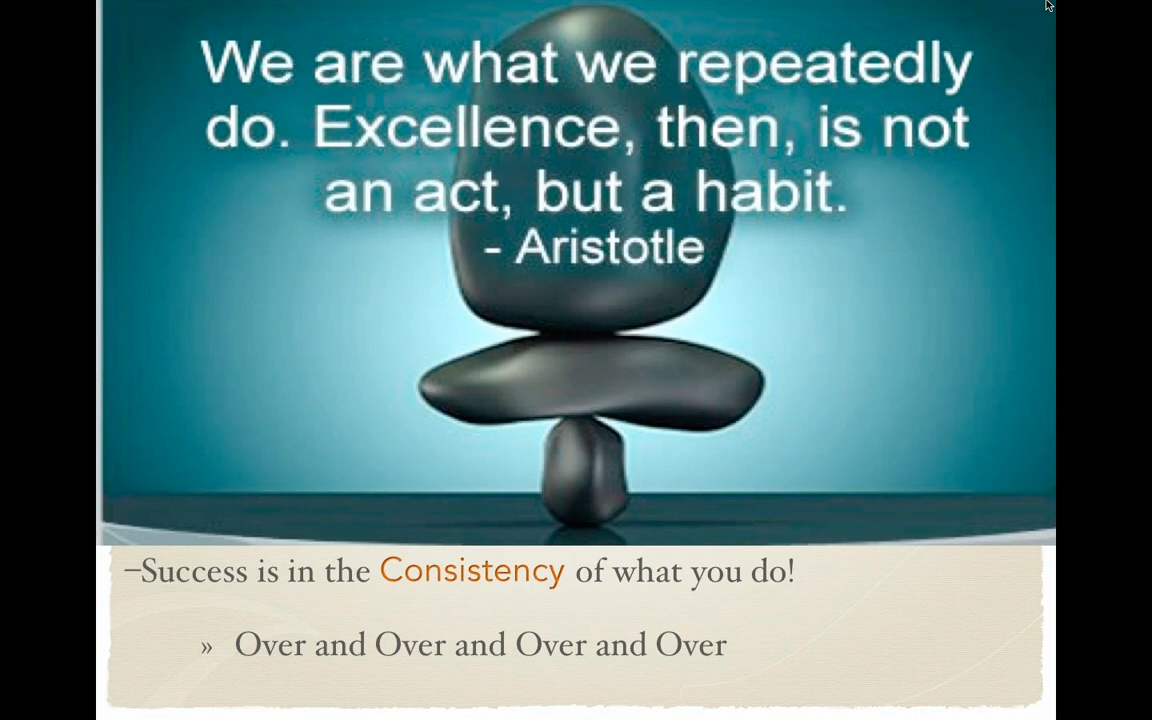 We are what we repeatedly
do. Excellence, then, is not
an act, but a habit.
- Aristotle
–Success is in the Consistency of what you do!
» Over and Over and Over and Over